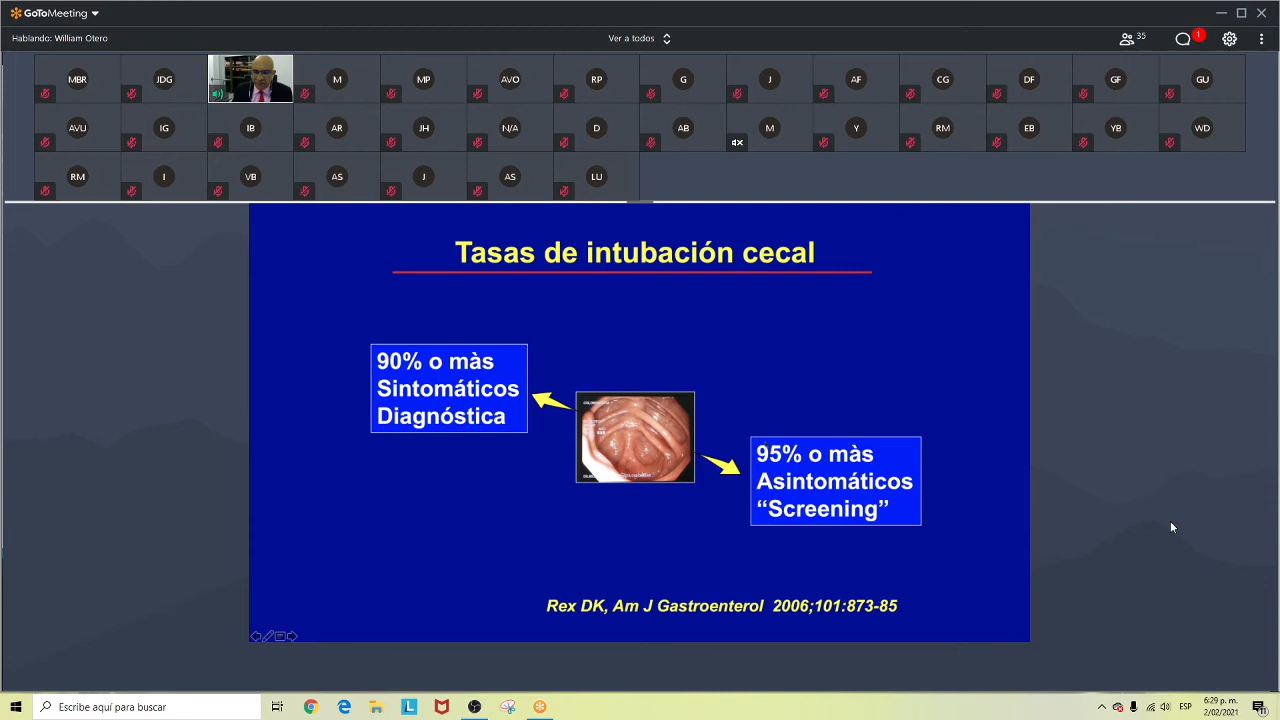 GoToMeeting
Hablando: William Otero
Ver a todos
35
1
MBR
JDG
M
MP
AVO
RP
G
J
AF
CG
DF
GF
GU
AVU
IG
IB
AR
JH
N/A
D
AB
M
Y
RM
EB
YB
WD
RM
I
VB
AS
J
AS
LU
Tasas de intubación cecal
90% o màs
Sintomáticos
Diagnóstica
95% o màs
Asintomáticos
“Screening”
Rex DK, Am J Gastroenterol 2006;101:873-85
Escribe aquí para buscar
ESP
6:29 p. m.
2/02/2021
11